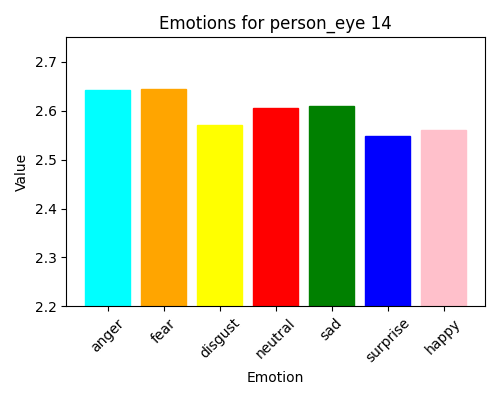 Emotions for person_eye 14
Value
2.7
2.6
2.5
2.4
2.3
2.2
anger
fear
disgust
neutral
sad
surprise
happy
Emotion